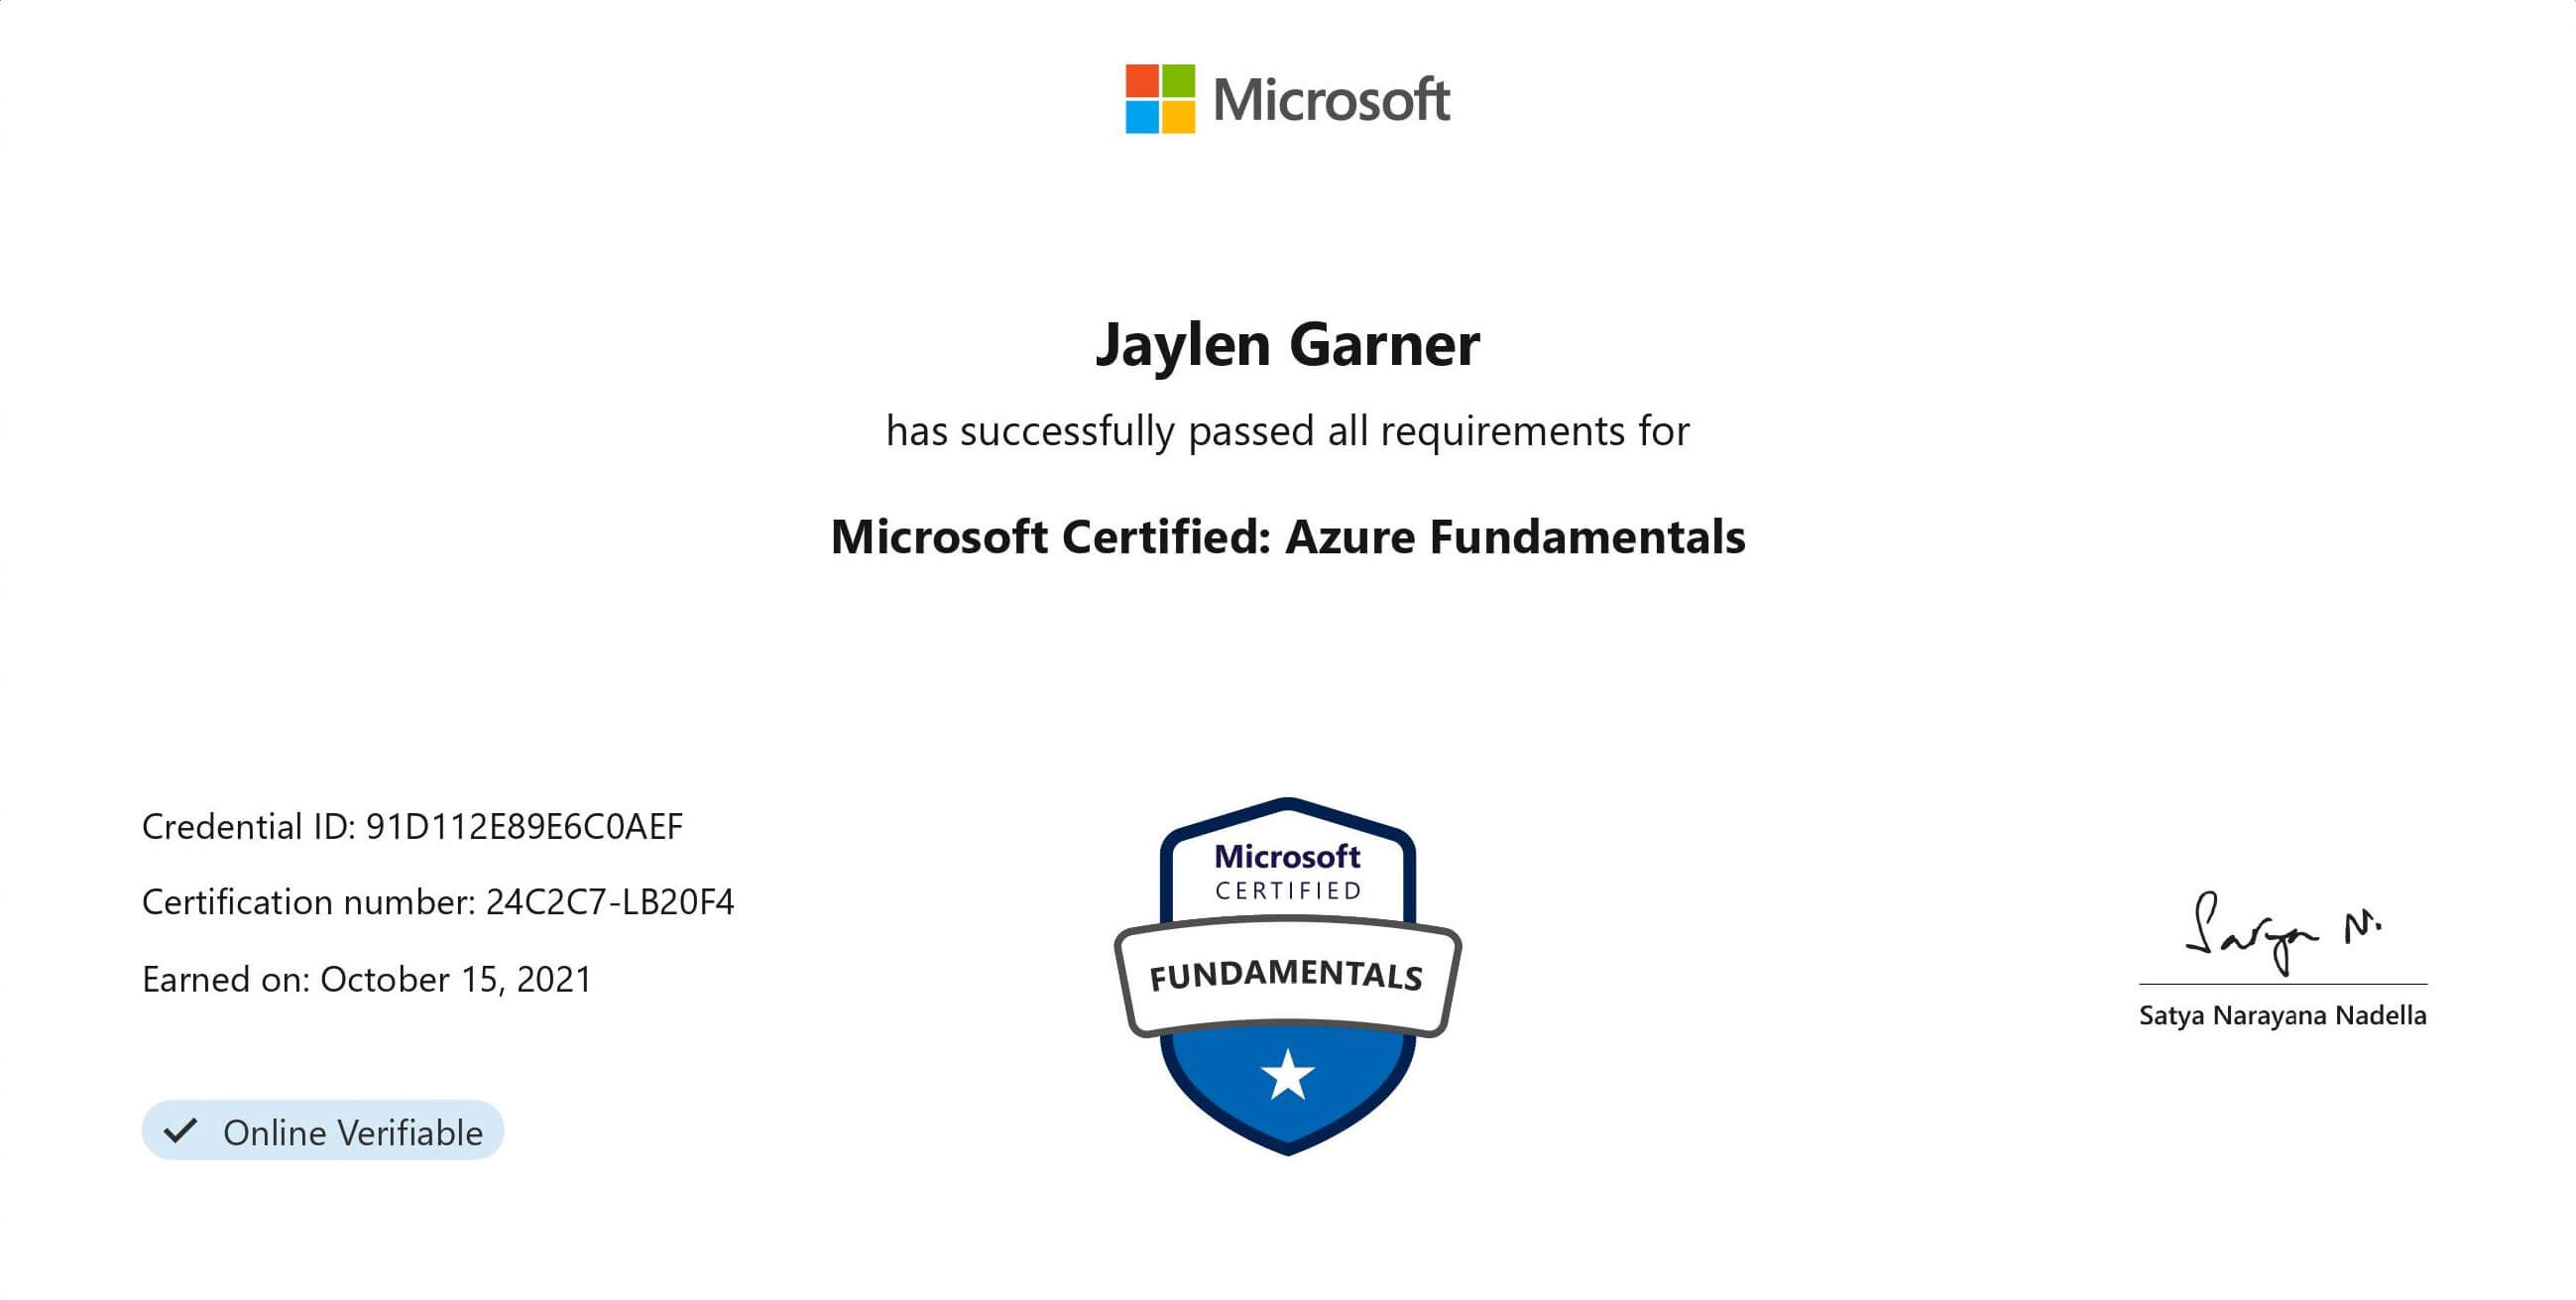 Microsoft
Jaylen Garner
has successfully passed all requirements for
Microsoft Certified: Azure Fundamentals
Credential ID: 91D112E89E6C0AEF
Certification number: 24C2C7-LB20F4
Earned on: October 15, 2021
Online Verifiable
Microsoft
CERTIFIED
FUNDAMENTALS
Satya N.
Satya Narayana Nadella